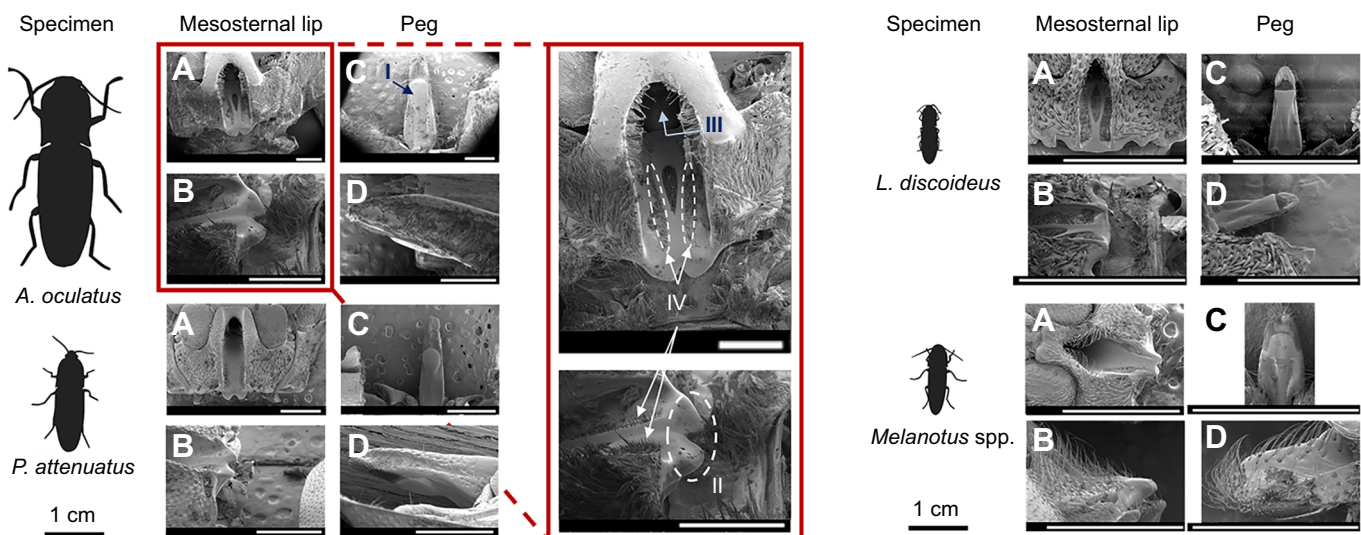 Specimen Mesosternal lip Peg
A C
I
B D
A. oculatus
A C
B D
P. attenuatus
1 cm
III
IV
II
Specimen Mesosternal lip Peg
A C
L. discoideus
B D
A C
Melanotus spp.
B D
1 cm